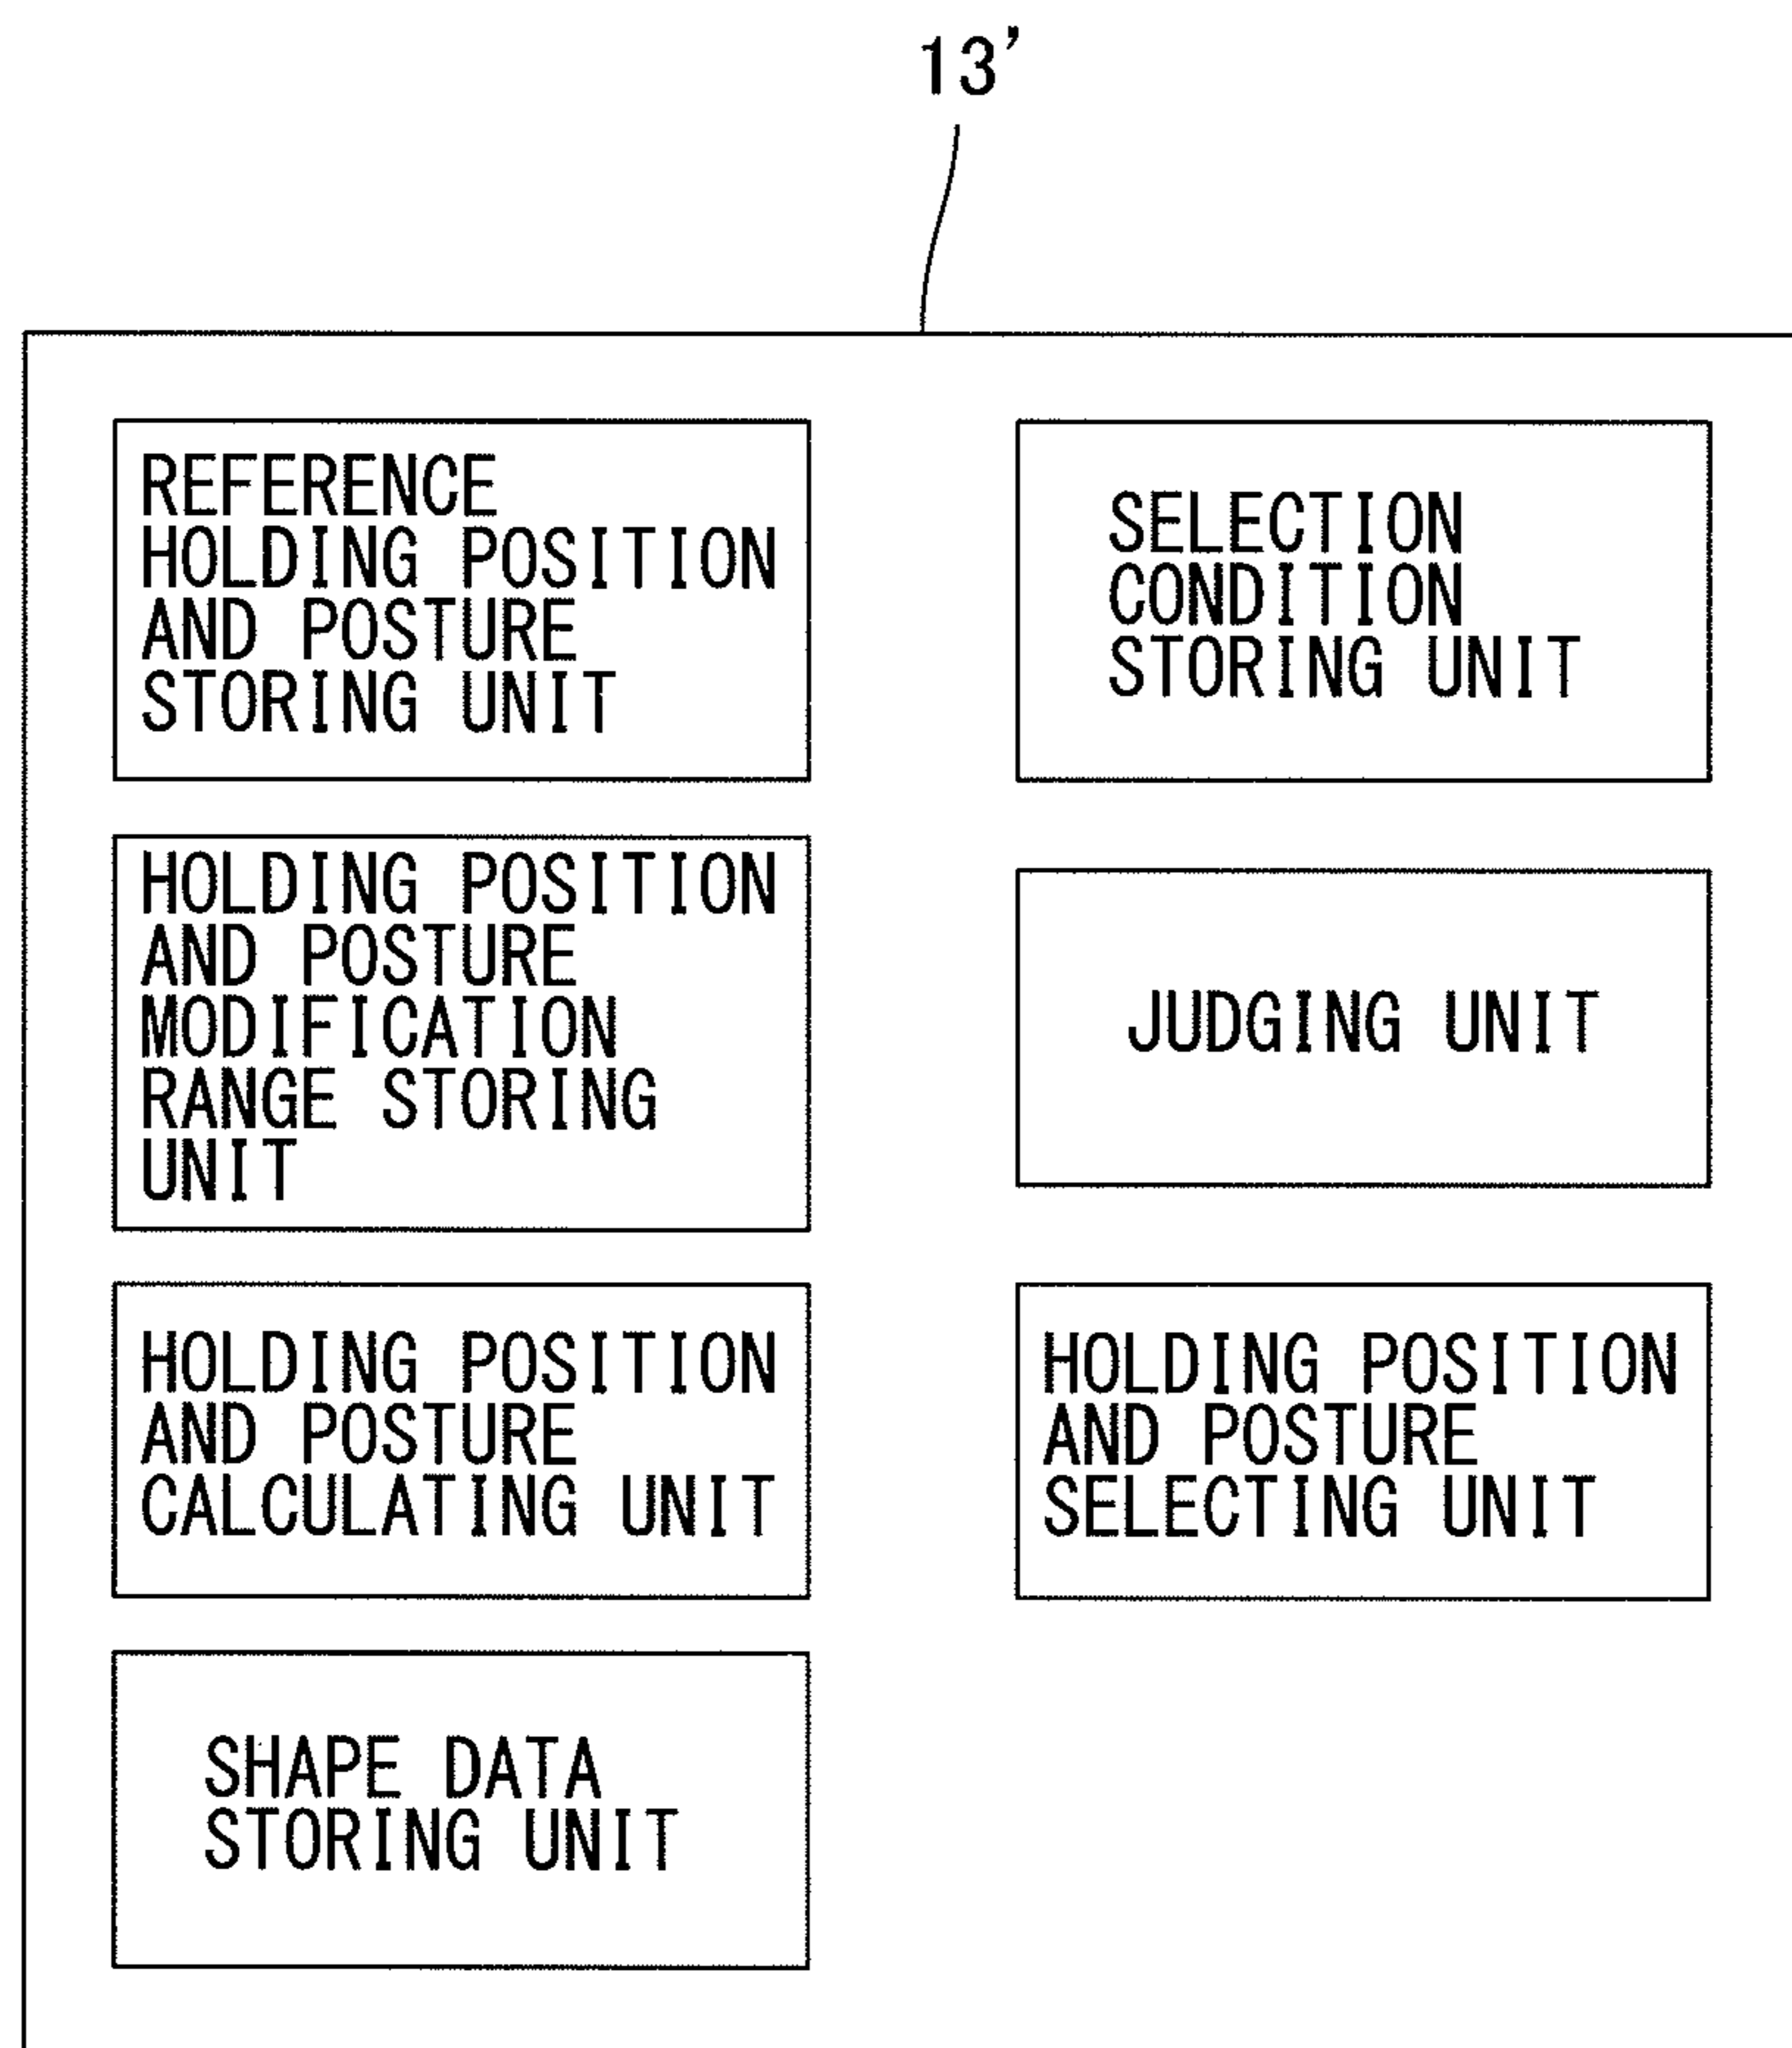 13'
REFERENCE
HOLDING POSITION
AND POSTURE
STORING UNIT
HOLDING POSITION
AND POSTURE
MODIFICATION
RANGE STORING
UNIT
HOLDING POSITION
AND POSTURE
CALCULATING UNIT
SHAPE DATA
STORING UNIT
SELECTION
CONDITION
STORING UNIT
JUDGING UNIT
HOLDING POSITION
AND POSTURE
SELECTING UNIT